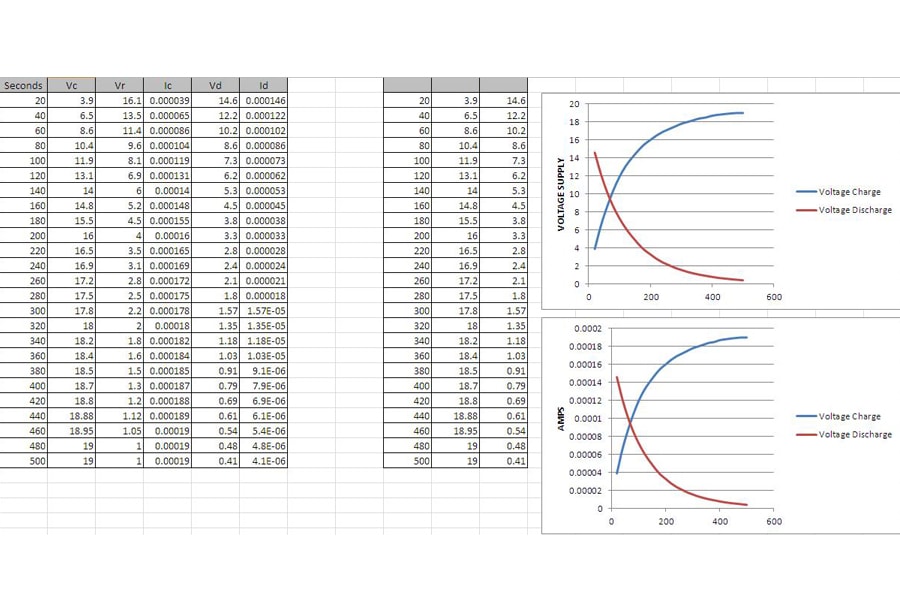 Seconds Vc Vr Ic Vd Id
20 3.9 16.1 0.000039 14.6 0.000146
40 6.5 13.5 0.000065 12.2 0.000122
60 8.6 11.4 0.000086 10.2 0.000102
80 10.4 9.6 0.000104 8.6 0.000086
100 11.9 8.1 0.000119 7.3 0.000073
120 13.1 6.9 0.000131 6.2 0.000062
140 14 6 0.00014 5.3 0.000053
160 14.8 5.2 0.000148 4.5 0.000045
180 15.5 4.5 0.000155 3.8 0.000038
200 16 4 0.00016 3.3 0.000033
220 16.5 3.5 0.000165 2.8 0.000028
240 16.9 3.1 0.000169 2.4 0.000024
260 17.2 2.8 0.000172 2.1 0.000021
280 17.5 2.5 0.000175 1.8 0.000018
300 17.8 2.2 0.000178 1.57 1.57E-05
320 18 2 0.00018 1.35 1.35E-05
340 18.2 1.8 0.000182 1.18 1.18E-05
360 18.4 1.6 0.000184 1.03 1.03E-05
380 18.5 1.5 0.000185 0.91 9.1E-06
400 18.7 1.3 0.000187 0.79 7.9E-06
420 18.8 1.2 0.000188 0.69 6.9E-06
440 18.88 1.12 0.000189 0.61 6.1E-06
460 18.95 1.05 0.00019 0.54 5.4E-06
480 19 1 0.00019 0.48 4.8E-06
500 19 1 0.00019 0.41 4.1E-06
20 3.9 14.6
40 6.5 12.2
60 8.6 10.2
80 10.4 8.6
100 11.9 7.3
120 13.1 6.2
140 14 5.3
160 14.8 4.5
180 15.5 3.8
200 16 3.3
220 16.5 2.8
240 16.9 2.4
260 17.2 2.1
280 17.5 1.8
300 17.8 1.57
320 18 1.35
340 18.2 1.18
360 18.4 1.03
380 18.5 0.91
400 18.7 0.79
420 18.8 0.69
440 18.88 0.61
460 18.95 0.54
480 19 0.48
500 19 0.41
VOLTAGE SUPPLY
20
18
16
14
12
10
8
6
4
2
0
0 200 400 600
Voltage Charge
Voltage Discharge
AMPS
0.0002
0.00018
0.00016
0.00014
0.00012
0.0001
0.00008
0.00006
0.00004
0.00002
0
0 200 400 600
Voltage Charge
Voltage Discharge